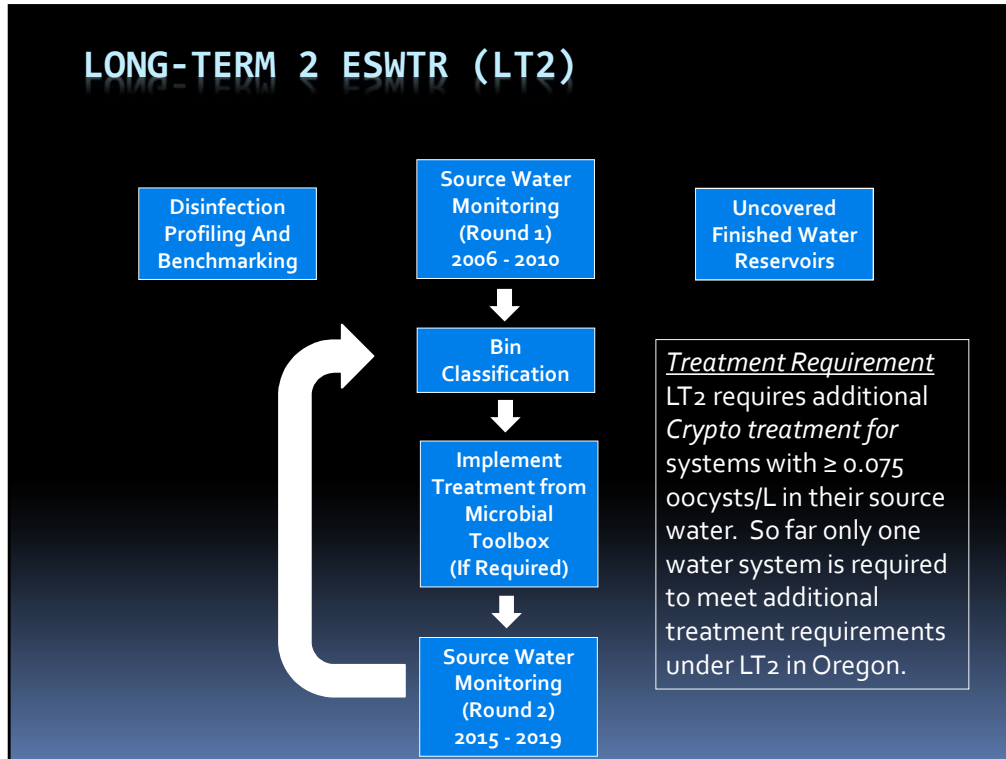 LONG-TERM 2 ESWTR (LT2)
Disinfection
Profiling And
Benchmarking
Source Water
Monitoring
(Round 1)
2006 - 2010
Uncovered
Finished Water
Reservoirs
Bin
Classification
Implement
Treatment from
Microbial
Toolbox
(If Required)
Source Water
Monitoring
(Round 2)
2015 - 2019
Treatment Requirement
LT2 requires additional
Crypto treatment for
systems with ≥ 0.075
oocysts/L in their source
water.  So far only one
water system is required
to meet additional
treatment requirements
under LT2 in Oregon.